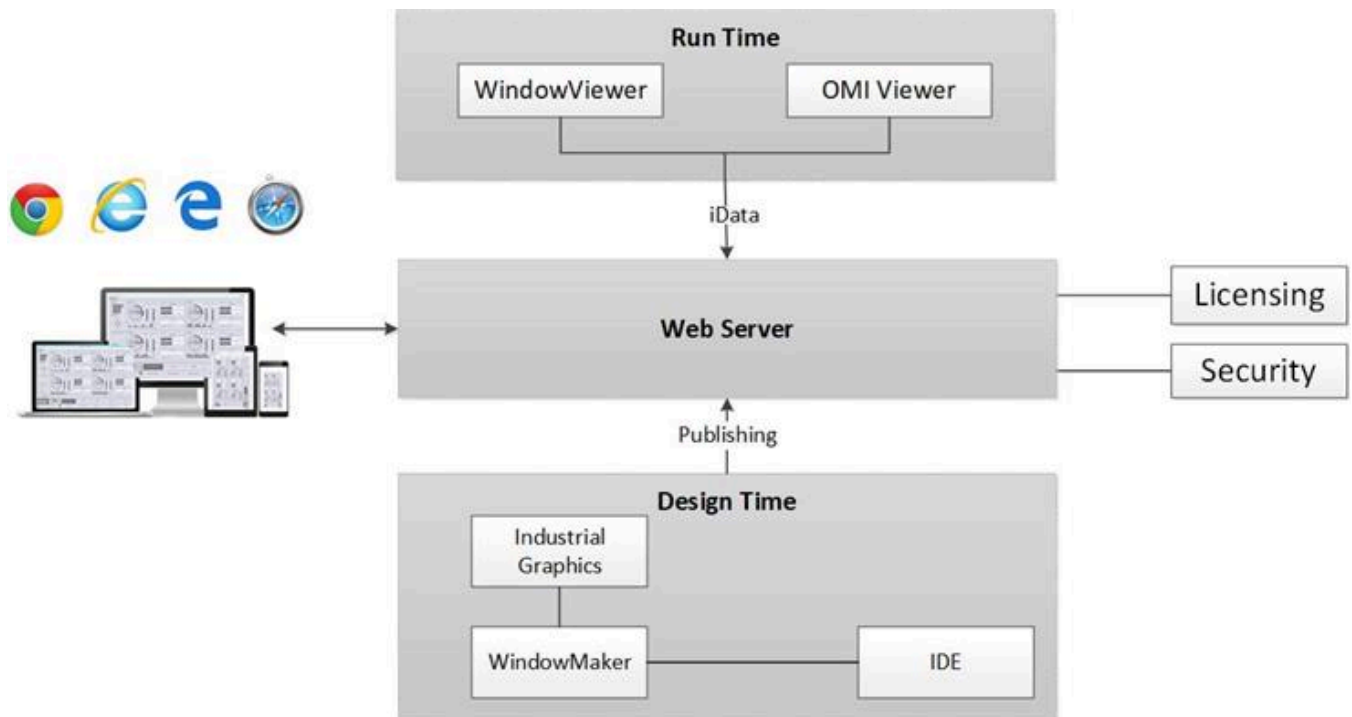 Run Time
WindowViewer
OMI Viewer
iData
Web Server
Licensing
Security
Publishing
Design Time
Industrial
Graphics
WindowMaker
IDE